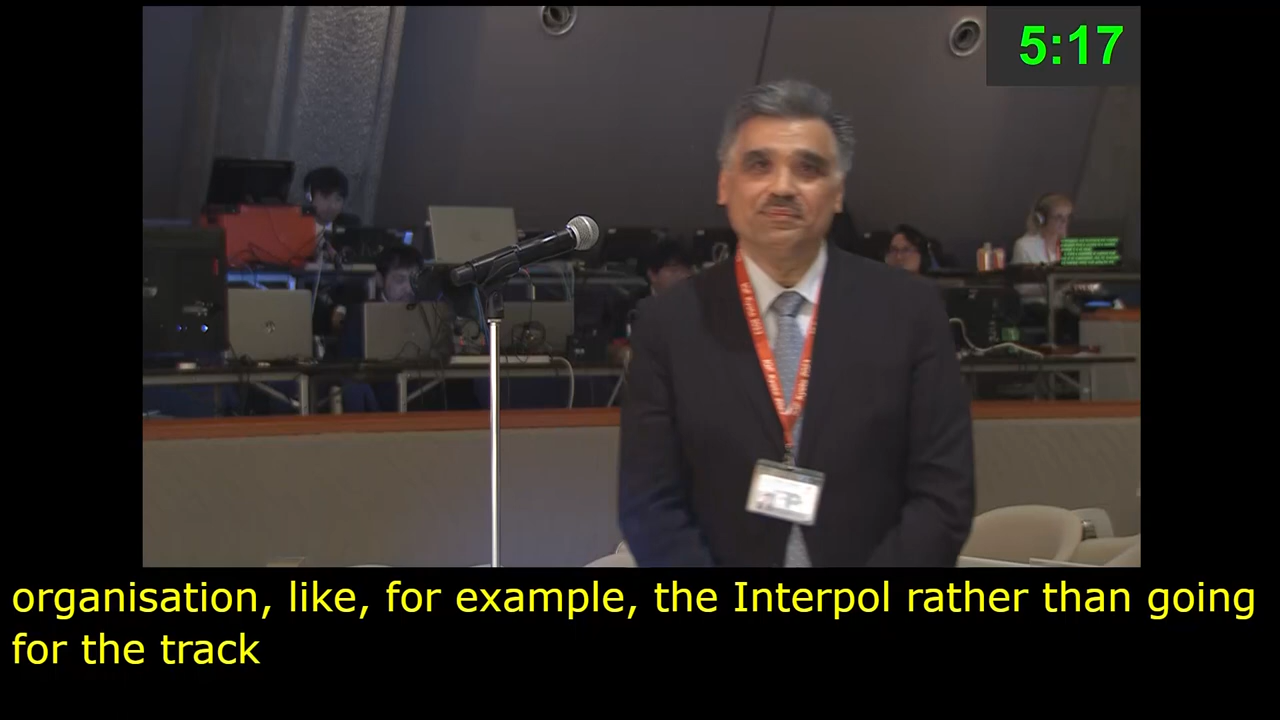 5:17
organisation, like, for example, the Interpol rather than going
for the track